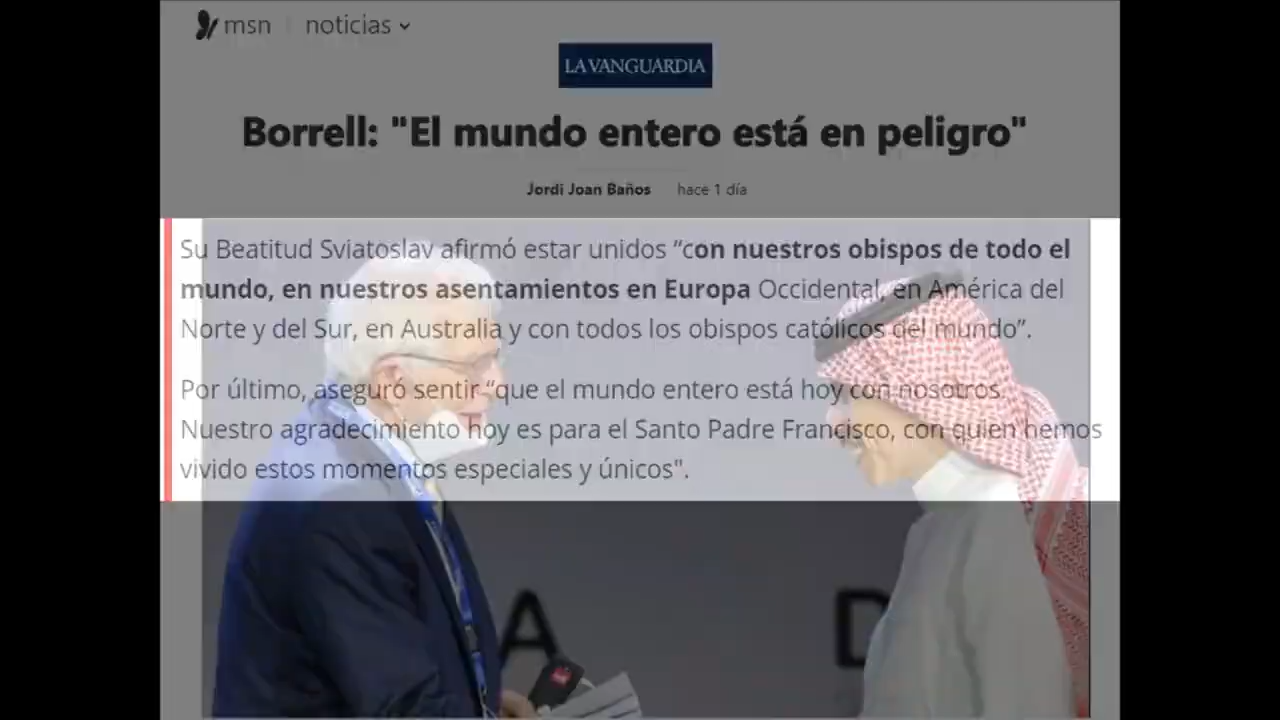 msn | noticias
LA VANGUARDIA
Borrell: "El mundo entero está en peligro"
Jordi Joan Baños hace 1 día
Su Beatitud Sviatoslav afirmó estar unidos “con nuestros obispos de todo el
mundo, en nuestros asentamientos en Europa Occidental, en América del
Norte y del Sur, en Australia y con todos los obispos católicos del mundo”.
Por último, aseguró sentir “que el mundo entero está hoy con nosotros.
Nuestro agradecimiento hoy es para el Santo Padre Francisco, con quien hemos
vivido estos momentos especiales y únicos".
A D